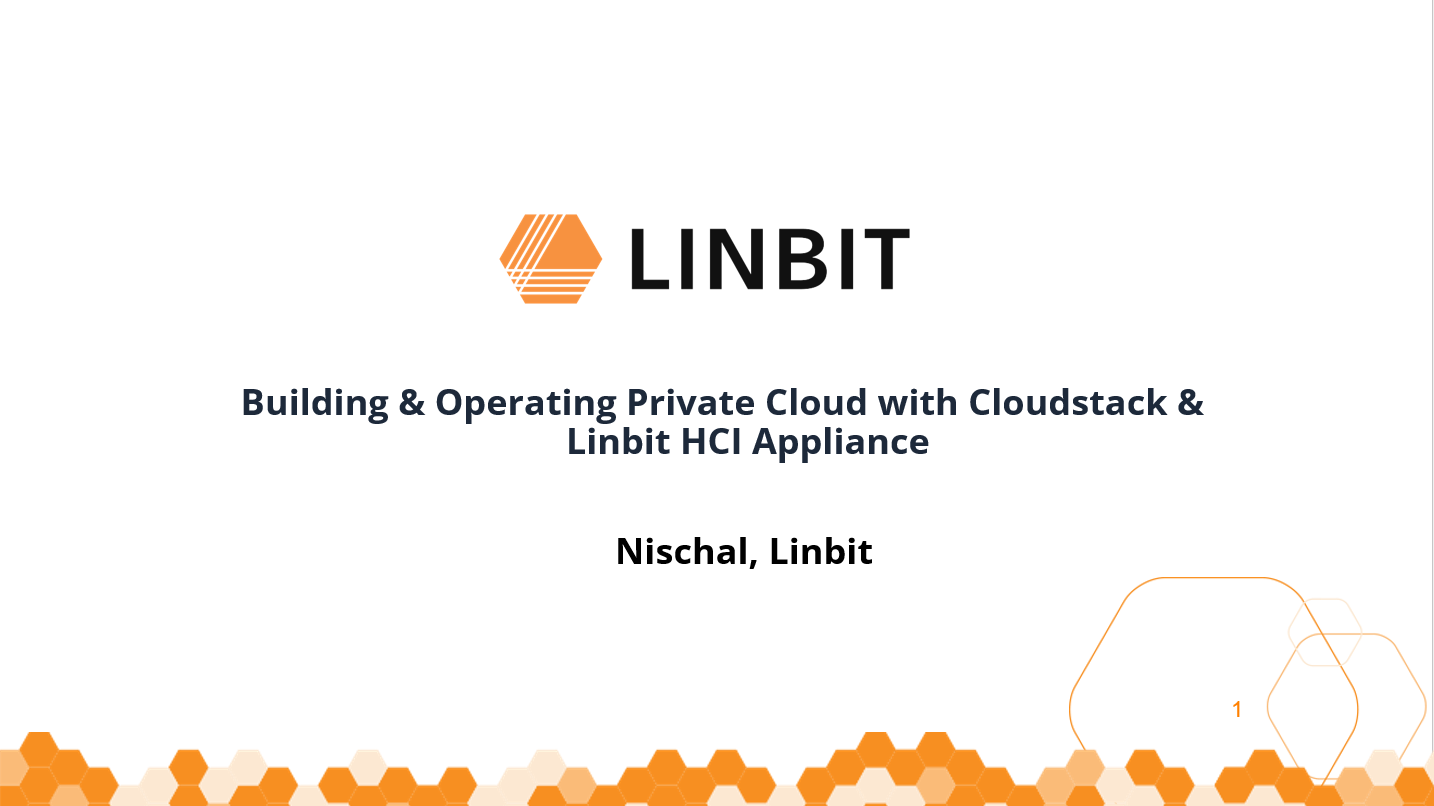 LINBIT
Building & Operating Private Cloud with Cloudstack &
Linbit HCI Appliance
Nischal, Linbit
1